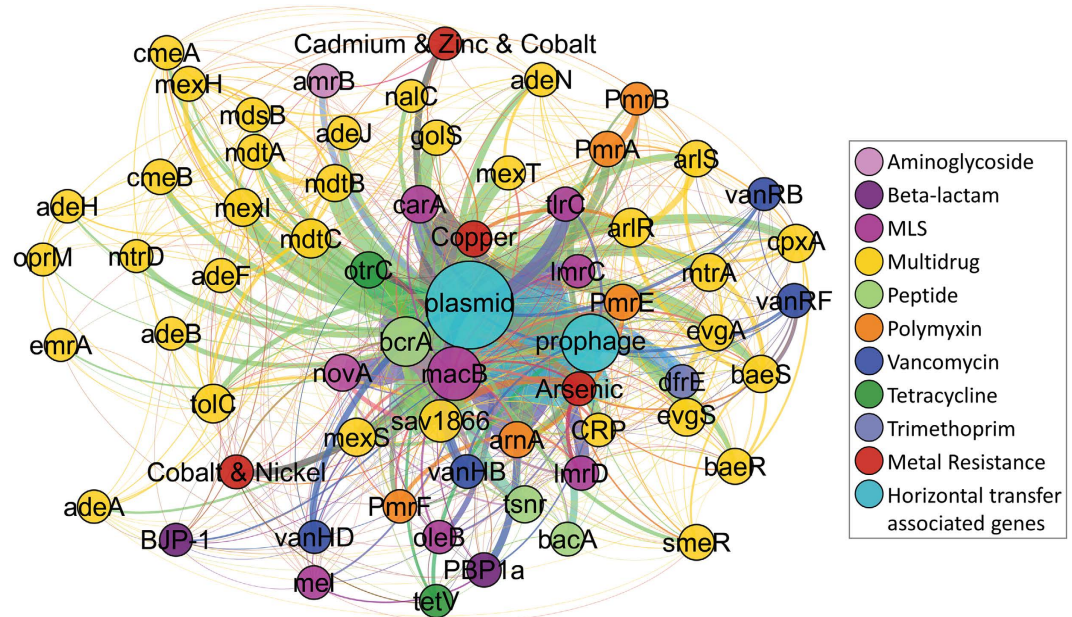 cmeA
Cadmium & Zinc & Cobalt
mexH
amrB
nalC
adeN
PmrB
mdsB
adeJ
golS
mdtA
PmrA
arlS
cmeB
mdtB
mexT
vanRB
adeH
mexI
carA
tlrC
mdtC
Copper
arlR
cpxA
oprM
mtrD
adeF
otrC
lmrC
mtrA
plasmid
PmrE
vanRF
emrA
adeB
bcrA
prophage
evgA
novA
macB
Arsenic
dfrE
baeS
tolC
sav1866
mexS
arnA
CRP
evgS
Cobalt & Nickel
vanHB
lmrD
baeR
adeA
PmrF
tsnr
BJP-1
vanHD
oleB
bacA
smeR
mel
PBP1a
tetV
Aminoglycoside
Beta-lactam
MLS
Multidrug
Peptide
Polymyxin
Vancomycin
Tetracycline
Trimethoprim
Metal Resistance
Horizontal transfer
associated genes